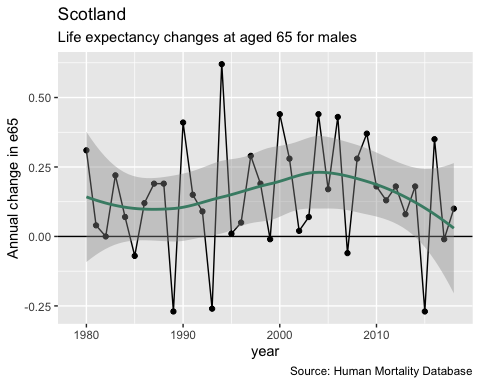 Scotland
Life expectancy changes at aged 65 for males
Annual change in e65
0.50
0.25
0.00
-0.25
1980
1990
2000
2010
year
Source: Human Mortality Database